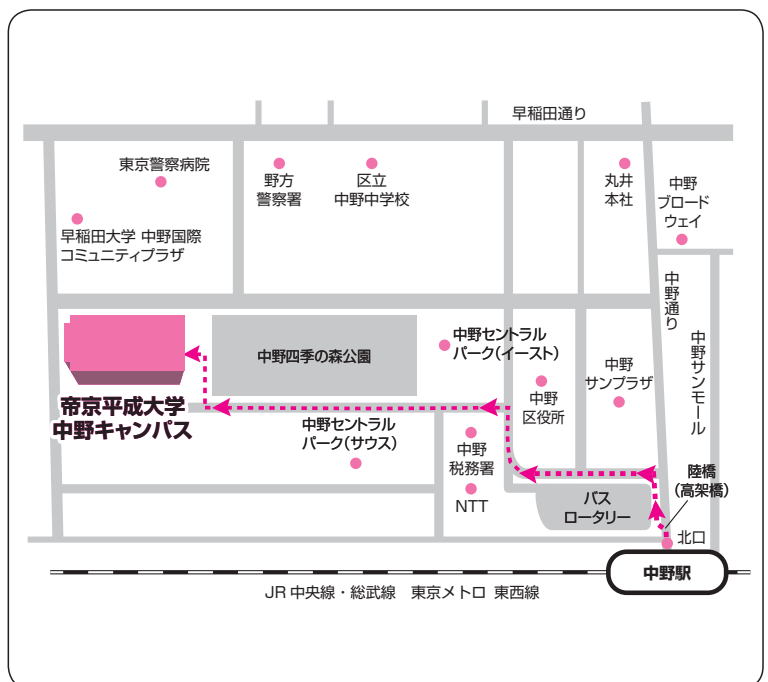 早稲田通り
東京警察病院
野方
警察署
区立
中野中学校
丸井
本社
中野
ブロード
ウェイ
早稲田大学 中野国際
コミュニティプラザ
中野通り
中野サンモール
中野四季の森公園
中野セントラル
パーク(イースト)
中野
サンプラザ
中野
区役所
帝京平成大学
中野キャンパス
中野セントラル
パーク(サウス)
中野
税務署
NTT
陸橋
(高架橋)
バス
ロータリー
北口
中野駅
JR 中央線・総武線 東京メトロ 東西線